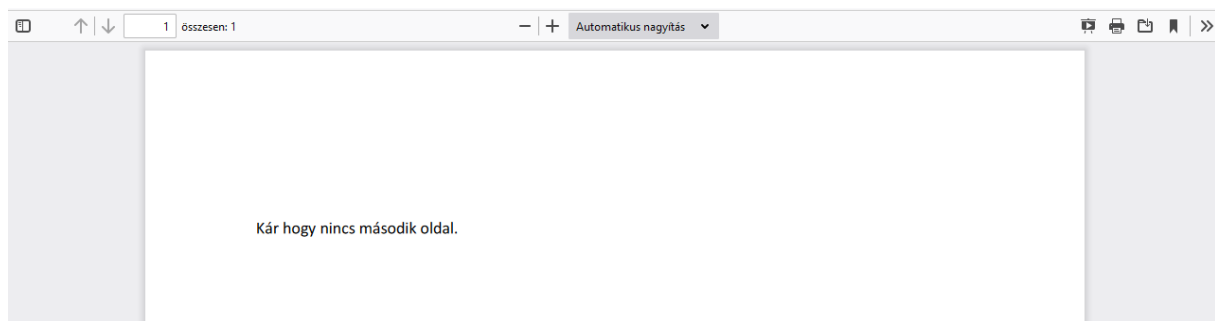 1 összesen: 1 Automatikus nagyítás
Kár hogy nincs második oldal.